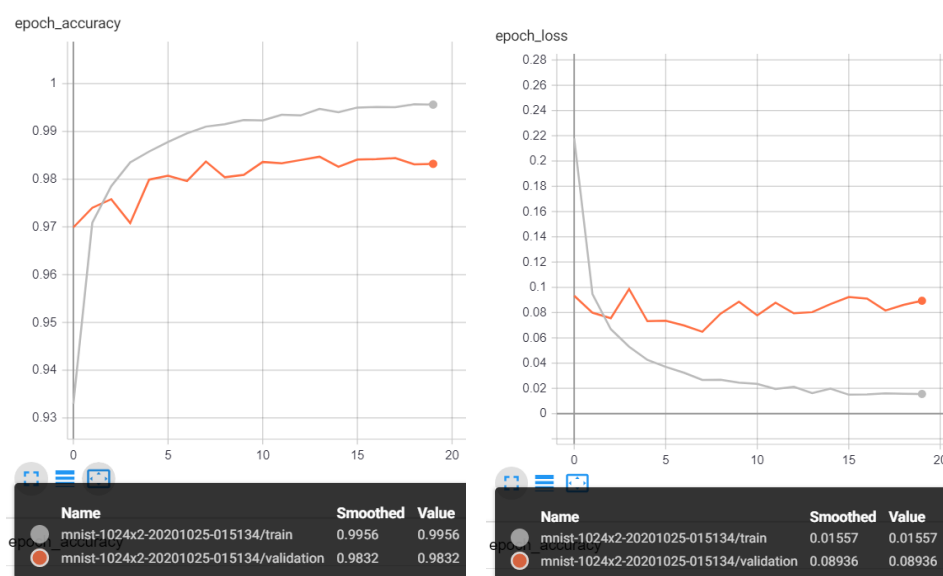 epoch_accuracy
1
0.99
0.98
0.97
0.96
0.95
0.94
0.93
0 5 10 15 20
Name Smoothed Value
mnist-1024x2-20201025-015134/train 0.9956 0.9956
epoch_accuracy
mnist-1024x2-20201025-015134/validation 0.9832 0.9832
epoch_loss
0.28
0.26
0.24
0.22
0.2
0.18
0.16
0.14
0.12
0.1
0.08
0.06
0.04
0.02
0
0 5 10 15 20
Name Smoothed Value
mnist-1024x2-20201025-015134/train 0.01557 0.01557
epoch_accuracy
mnist-1024x2-20201025-015134/validation 0.08936 0.08936